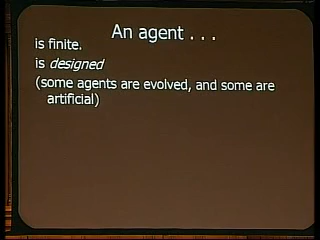 An agent . . .
is finite.
is designed
(some agents are evolved, and some are
artificial)